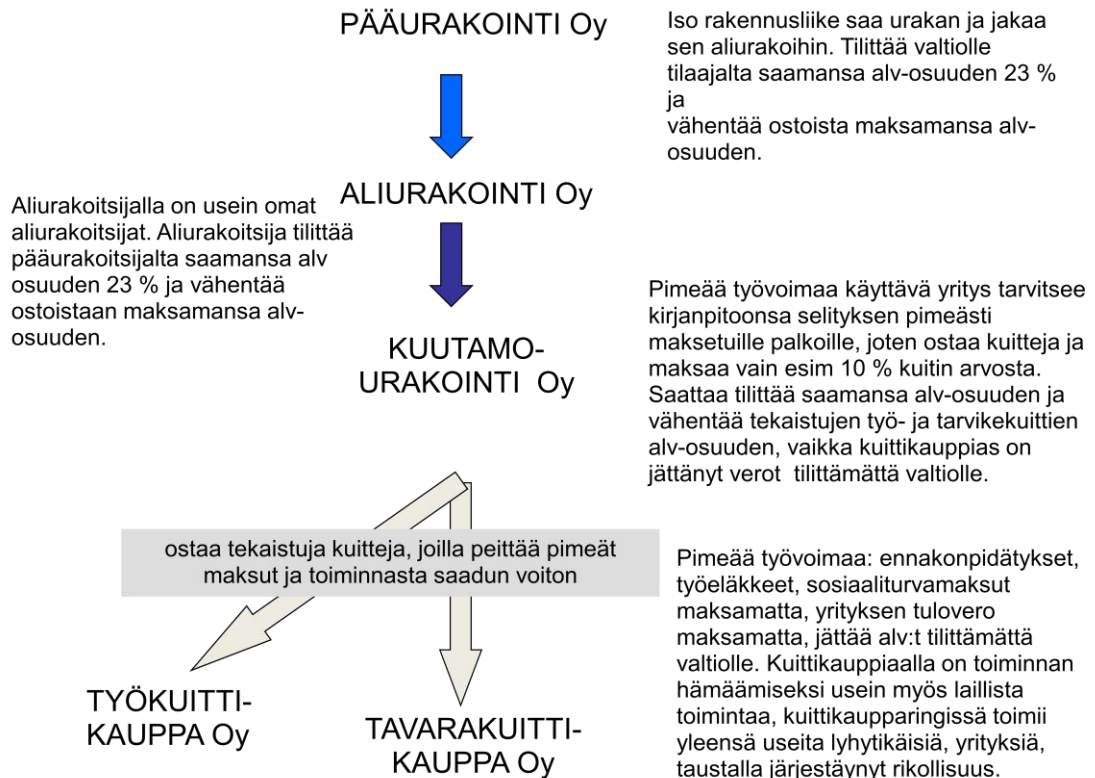 PÄÄURAKOINTI Oy
Iso rakennusliike saa urakan ja jakaa
sen aliurakoihin. Tilittää valtiolle
tilaajalta saamansa alv-osuuden 23 %
ja
vähentää ostoista maksamansa alv-
osuuden.
ALIURAKOINTI Oy
Aliurakoitsijalla on usein omat
aliurakoitsijat. Aliurakoitsija tilittää
pääurakoitsijalta saamansa alv
osuuden 23 % ja vähentää
ostoistaan maksamansa alv-
osuuden.
KUUTAMO-
URAKOINTI Oy
Pimeää työvoimaa käyttävä yritys tarvitsee
kirjanpitoonsa selityksen pimeästi
maksetuille palkoille, joten ostaa kuitteja ja
maksaa vain esim 10 % kuitin arvosta.
Saattaa tilittää saamansa alv-osuuden ja
vähentää tekaistujen työ- ja tarvikekuittien
alv-osuuden, vaikka kuittikauppias on
jättänyt verot tilittämättä valtiolle.
ostaa tekaistuja kuitteja, joilla peittää pimeät
maksut ja toiminnasta saadun voiton
Pimeää työvoimaa: ennakonpidätykset,
työeläkkeet, sosiaaliturvamaksut
maksamatta, yrityksen tulovero
maksamatta, jättää alv:t tilittämättä
valtiolle. Kuittikauppiaalla on toiminnan
hämäämiseksi usein myös laillista
toimintaa, kuittikaupparingissä toimii
yleensä useita lyhytikäisiä, yrityksiä,
taustalla järjestäynyt rikollisuus.
TYÖKUITTI-
KAUPPA Oy
TAVARAKUITTI-
KAUPPA Oy